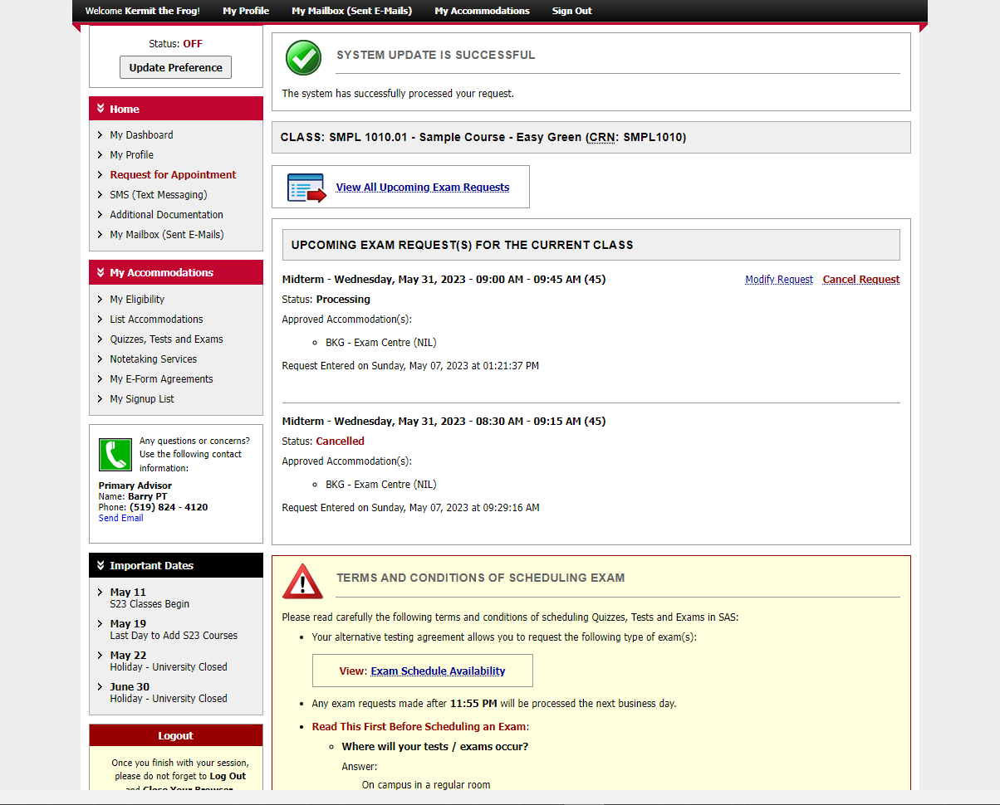 Welcome Kermit the Frog! My Profile My Mailbox (Sent E-Mails) My Accommodations Sign Out
Status: OFF
Update Preference
Home
My Dashboard
My Profile
Request for Appointment
SMS (Text Messaging)
Additional Documentation
My Mailbox (Sent E-Mails)
My Accommodations
My Eligibility
List Accommodations
Quizzes, Tests and Exams
Notetaking Services
My E-Form Agreements
My Signup List
Any questions or concerns?
Use the following contact
information:
Primary Advisor
Name: Barry PT
Phone: (519) 824 - 4120
Send Email
Important Dates
May 11
S23 Classes Begin
May 19
Last Day to Add S23 Courses
May 22
Holiday - University Closed
June 30
Holiday - University Closed
Logout
Once you finish with your session,
please do not forget to Log Out
and Close Your Browser
SYSTEM UPDATE IS SUCCESSFUL
The system has successfully processed your request.
CLASS: SMPL 1010.01 - Sample Course - Easy Green (CRN: SMPL1010)
View All Upcoming Exam Requests
UPCOMING EXAM REQUEST(S) FOR THE CURRENT CLASS
Midterm - Wednesday, May 31, 2023 - 09:00 AM - 09:45 AM (45) Modify Request Cancel Request
Status: Processing
Approved Accommodation(s):
BKG - Exam Centre (NIL)
Request Entered on Sunday, May 07, 2023 at 01:21:37 PM
Midterm - Wednesday, May 31, 2023 - 08:30 AM - 09:15 AM (45)
Status: Cancelled
Approved Accommodation(s):
BKG - Exam Centre (NIL)
Request Entered on Sunday, May 07, 2023 at 09:29:16 AM
TERMS AND CONDITIONS OF SCHEDULING EXAM
Please read carefully the following terms and conditions of scheduling Quizzes, Tests and Exams in SAS:
Your alternative testing agreement allows you to request the following type of exam(s):
View: Exam Schedule Availability
Any exam requests made after 11:55 PM will be processed the next business day.
Read This First Before Scheduling an Exam:
Where will your tests / exams occur?
Answer:
On campus in a regular room